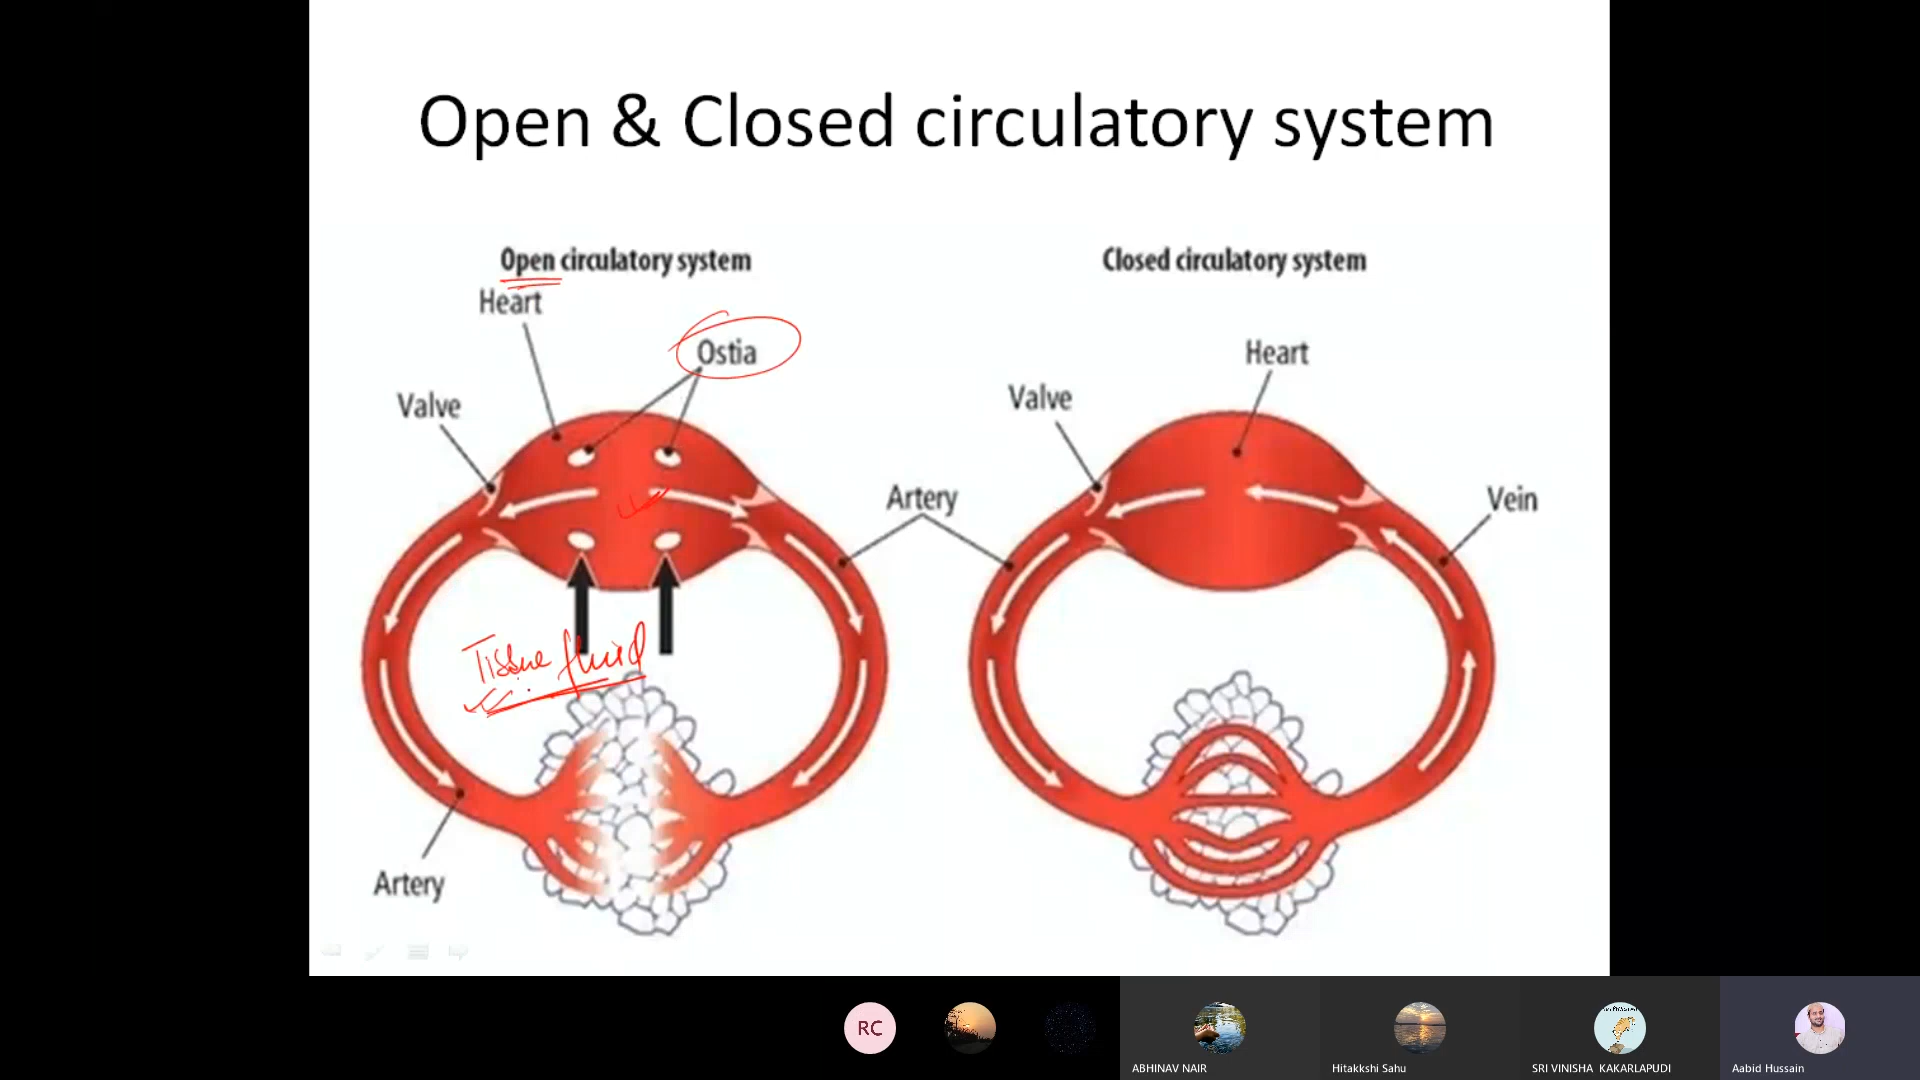 Open & Closed circulatory system
Open circulatory system
Closed circulatory system
Heart
Ostia
Valve
Artery
Tissue fluid
Artery
Heart
Valve
Vein
RC
ABHINAV NAIR
Hitakkshi Sahu
SRI VINISHA KAKARLAPUDI
Aabid Hussain